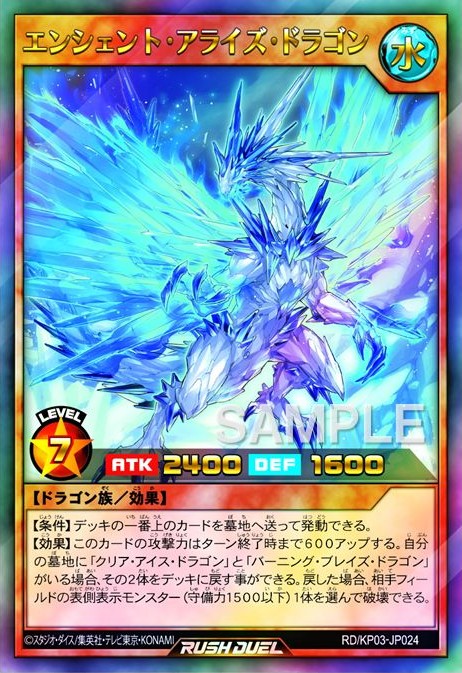 エンシェント・アライズ・ドラゴン
水
SAMPLE
LEVEL
7
ATK 2400 DEF 1600
【ドラゴン族／効果】
【条件】デッキの一番上のカードを墓地へ送って発動できる。
【効果】このカードの攻撃力はターン終了時まで600アップする。自分
の墓地に「クリア・アイス・ドラゴン」と「バーニング・ブレイズ・ドラゴン」
がいる場合、その2体をデッキに戻す事ができる。戻した場合、相手フィー
ルドの表側表示モンスター(守備力1500以下)1体を選んで破壊できる。
©スタジオ・ダイス/集英社・テレビ東京・KONAMI
RUSH DUEL
RD/KP03-JP024